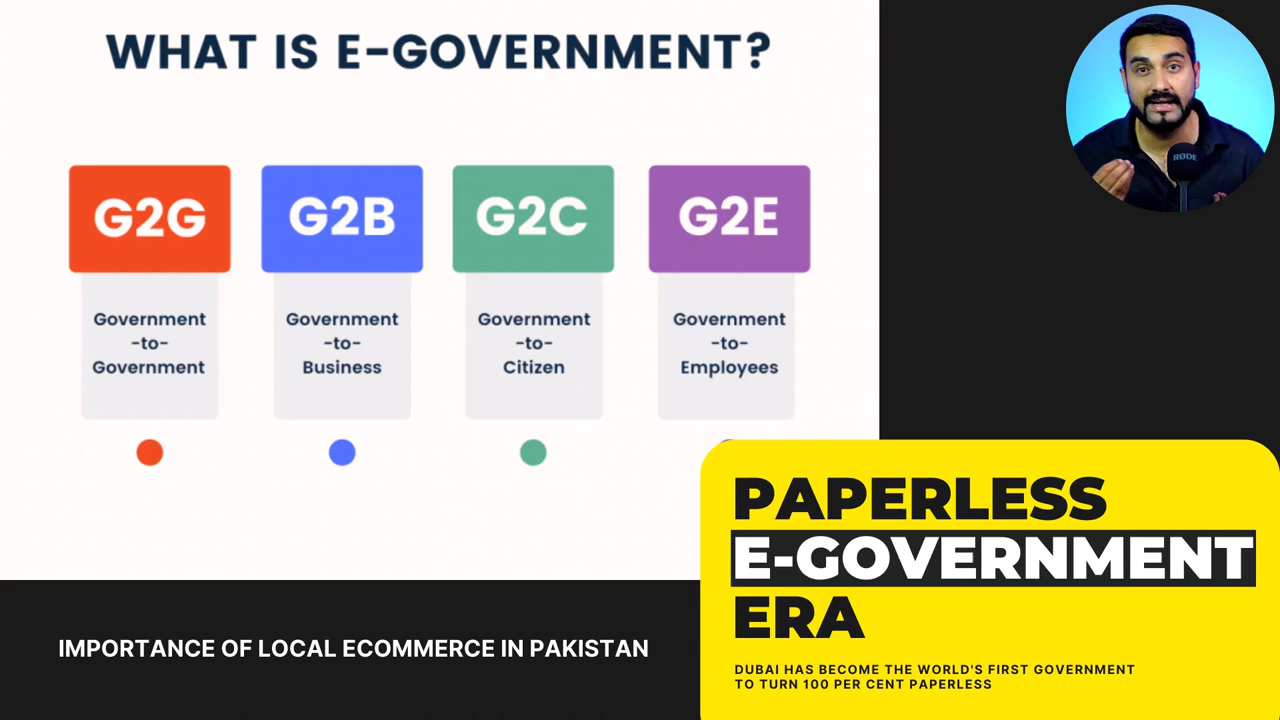 WHAT IS E-GOVERNMENT?
G2G
Government
-to-
Government
G2B
Government
-to-
Business
G2C
Government
-to-
Citizen
G2E
Government
-to-
Employees
RØDE
PAPERLESS
E-GOVERNMENT
ERA
DUBAI HAS BECOME THE WORLD'S FIRST GOVERNMENT
TO TURN 100 PER CENT PAPERLESS
IMPORTANCE OF LOCAL ECOMMERCE IN PAKISTAN